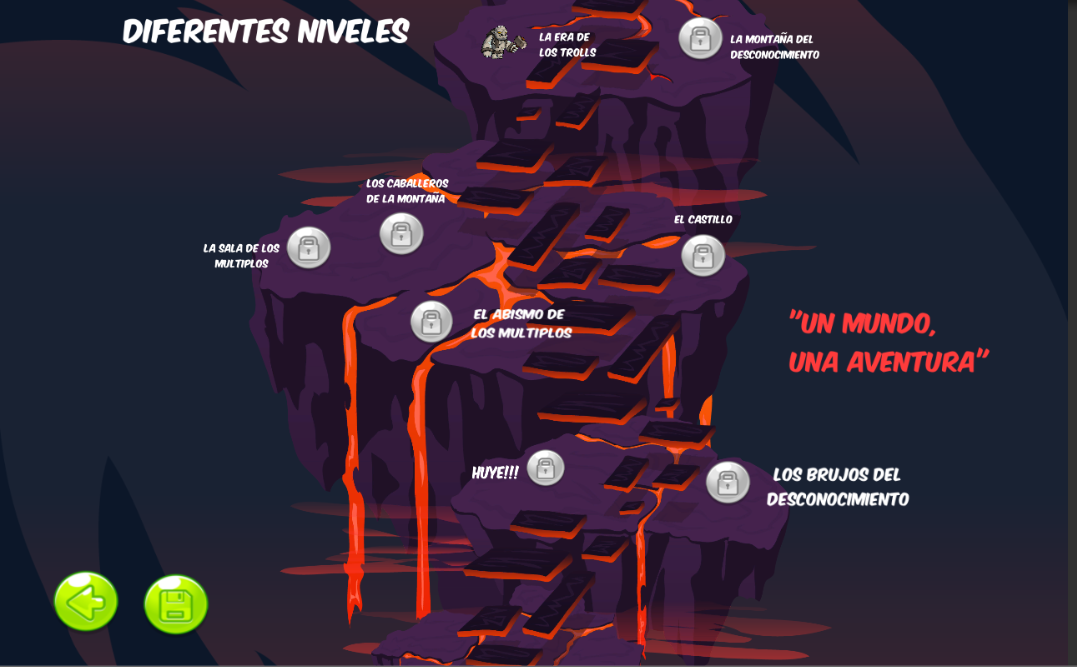 DIFERENTES NIVELES
LA ERA DE
LOS TROLLS
LA MONTAÑA DEL
DESCONOCIMIENTO
LOS CABALLEROS
DE LA MONTAÑA
EL CASTILLO
LA SALA DE LOS
MULTIPLOS
EL ABISMO DE
LOS MULTIPLOS
"UN MUNDO,
UNA AVENTURA"
HUYE!!!
LOS BRUJOS DEL
DESCONOCIMIENTO